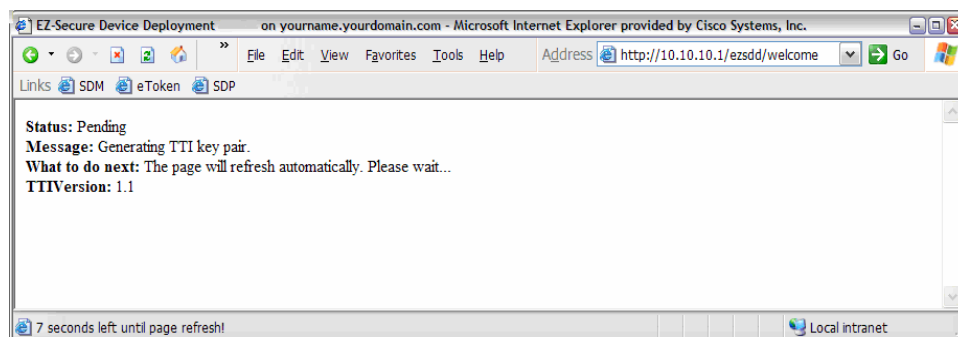 EZ-Secure Device Deployment on yourname.yourdomain.com - Microsoft Internet Explorer provided by Cisco Systems, Inc.
» File Edit View Favorites Tools Help Address http://10.10.10.1/ezsdd/welcome Go
Links SDM eToken SDP
Status: Pending
Message: Generating TTI key pair.
What to do next: The page will refresh automatically. Please wait...
TTIVersion: 1.1
7 seconds left until page refresh! Local intranet